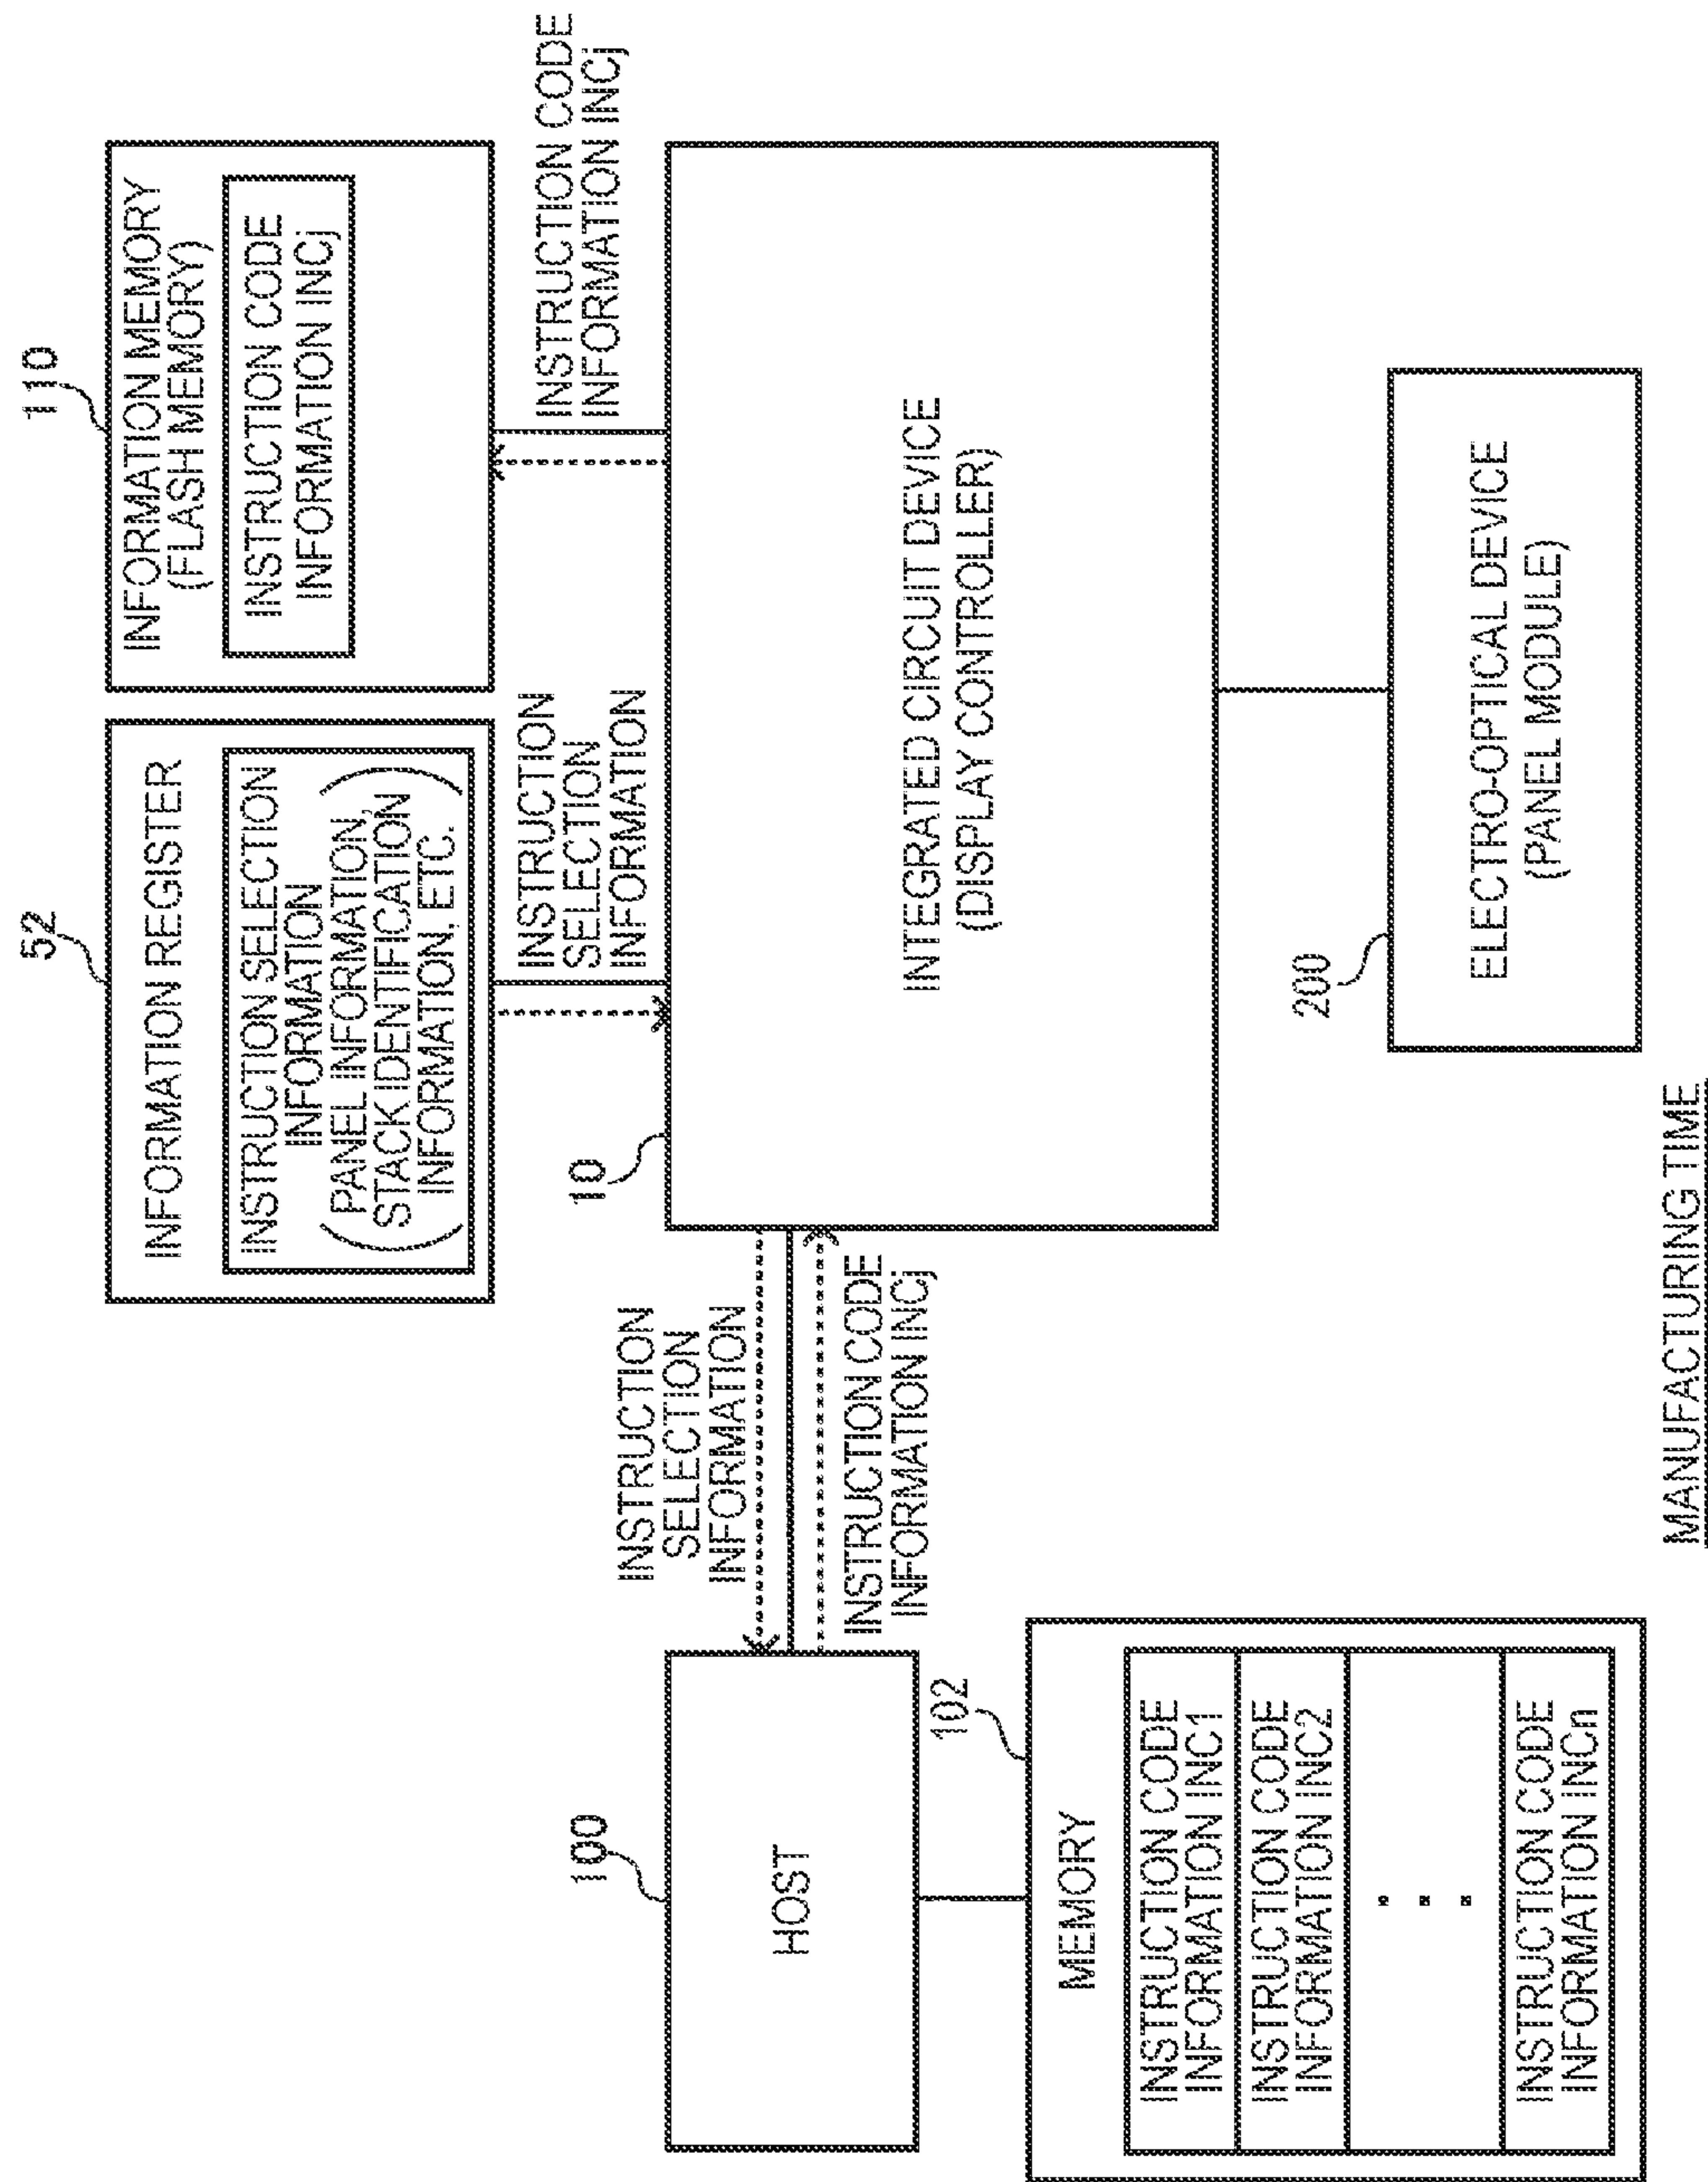 52
INFORMATION REGISTER
INSTRUCTION SELECTION
INFORMATION
(PANEL INFORMATION,
STACK IDENTIFICATION
INFORMATION, ETC.)
110
INFORMATION MEMORY
(FLASH MEMORY)
INSTRUCTION CODE
INFORMATION INCj
INSTRUCTION
SELECTION
INFORMATION
INSTRUCTION CODE
INFORMATION INCj
100
HOST
INSTRUCTION
SELECTION
INFORMATION
INSTRUCTION CODE
INFORMATION INCj
10
INTEGRATED CIRCUIT DEVICE
(DISPLAY CONTROLLER)
102
MEMORY
INSTRUCTION CODE
INFORMATION INC1
INSTRUCTION CODE
INFORMATION INC2
. . .
INSTRUCTION CODE
INFORMATION INCn
200
ELECTRO-OPTICAL DEVICE
(PANEL MODULE)
MANUFACTURING TIME